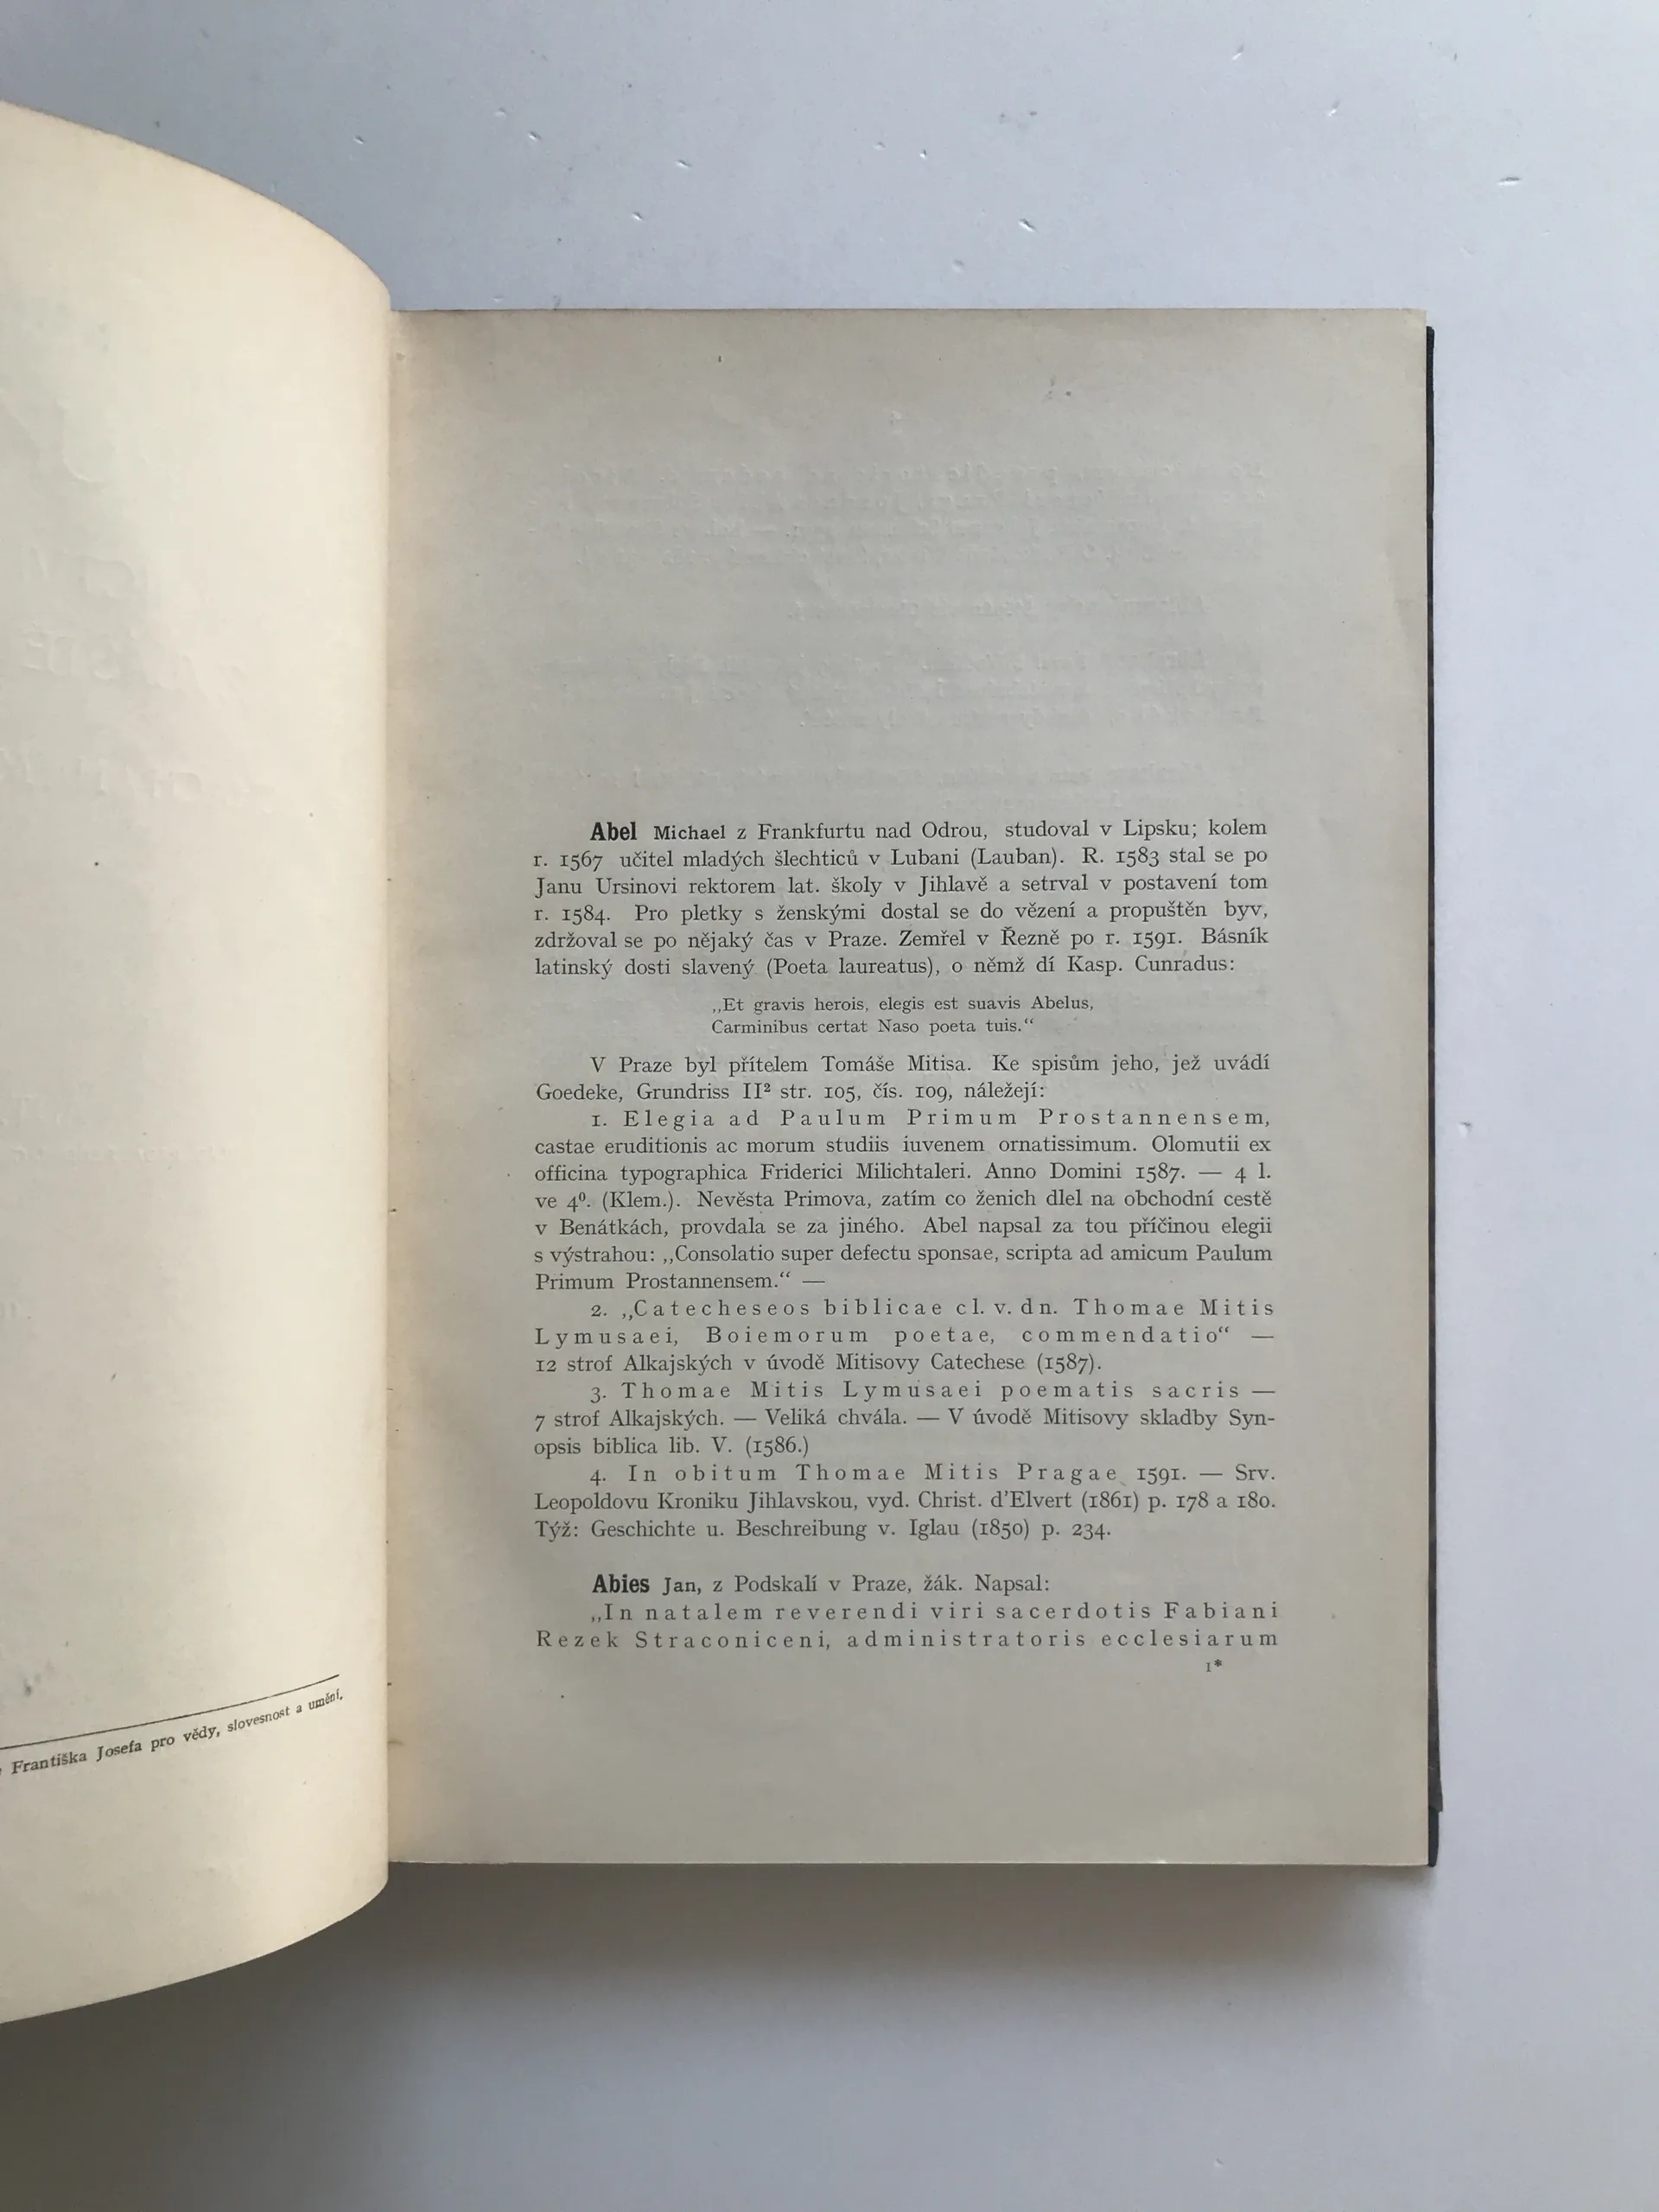 Františka Josefa pro vědy, slovesnost a umění.
Abel Michael z Frankfurtu nad Odrou, studoval v Lipsku; kolem
r. 1567 učitel mladých šlechticů v Lubani (Lauban). R. 1583 stal se po
Janu Ursinovi rektorem lat. školy v Jihlavě a setrval v postavení tom
r. 1584. Pro pletky s ženskými dostal se do vězení a propuštěn byv,
zdržoval se po nějaký čas v Praze. Zemřel v Řezně po r. 1591. Básník
latinský dosti slavený (Poeta laureatus), o němž dí Kasp. Cunradus:
„Et gravis herois, elegis est suavis Abelus,
Carminibus certat Naso poeta tuis.“
V Praze byl přítelem Tomáše Mitisa. Ke spisům jeho, jež uvádí
Goedeke, Grundriss II² str. 105, čís. 109, náležejí:
1. Elegia ad Paulum Primum Prostannensem,
castae eruditionis ac morum studiis iuvenem ornatissimum. Olomutii ex
officina typographica Friderici Milichtaleri. Anno Domini 1587. — 4 l.
ve 4⁰. (Klem.). Nevěsta Primova, zatím co ženich dlel na obchodní cestě
v Benátkách, provdala se za jiného. Abel napsal za tou příčinou elegii
s výstrahou: „Consolatio super defectu sponsae, scripta ad amicum Paulum
Primum Prostannensem.“ —
2. „Catecheseos biblicae cl. v. dn. Thomae Mitis
Lymusaei, Boiemorum poetae, commendatio“ —
12 strof Alkajských v úvodě Mitisovy Catechese (1587).
3. Thomae Mitis Lymusaei poematis sacris —
7 strof Alkajských. — Veliká chvála. — V úvodě Mitisovy skladby Syn-
opsis biblica lib. V. (1586.)
4. In obitum Thomae Mitis Pragae 1591. — Srv.
Leopoldovu Kroniku Jihlavskou, vyd. Christ. d'Elvert (1861) p. 178 a 180.
Týž: Geschichte u. Beschreibung v. Iglau (1850) p. 234.
Abies Jan, z Podskalí v Praze, žák. Napsal:
„In natalem reverendi viri sacerdotis Fabiani
Rezek Straconiceni, administratoris ecclesiarum
1*